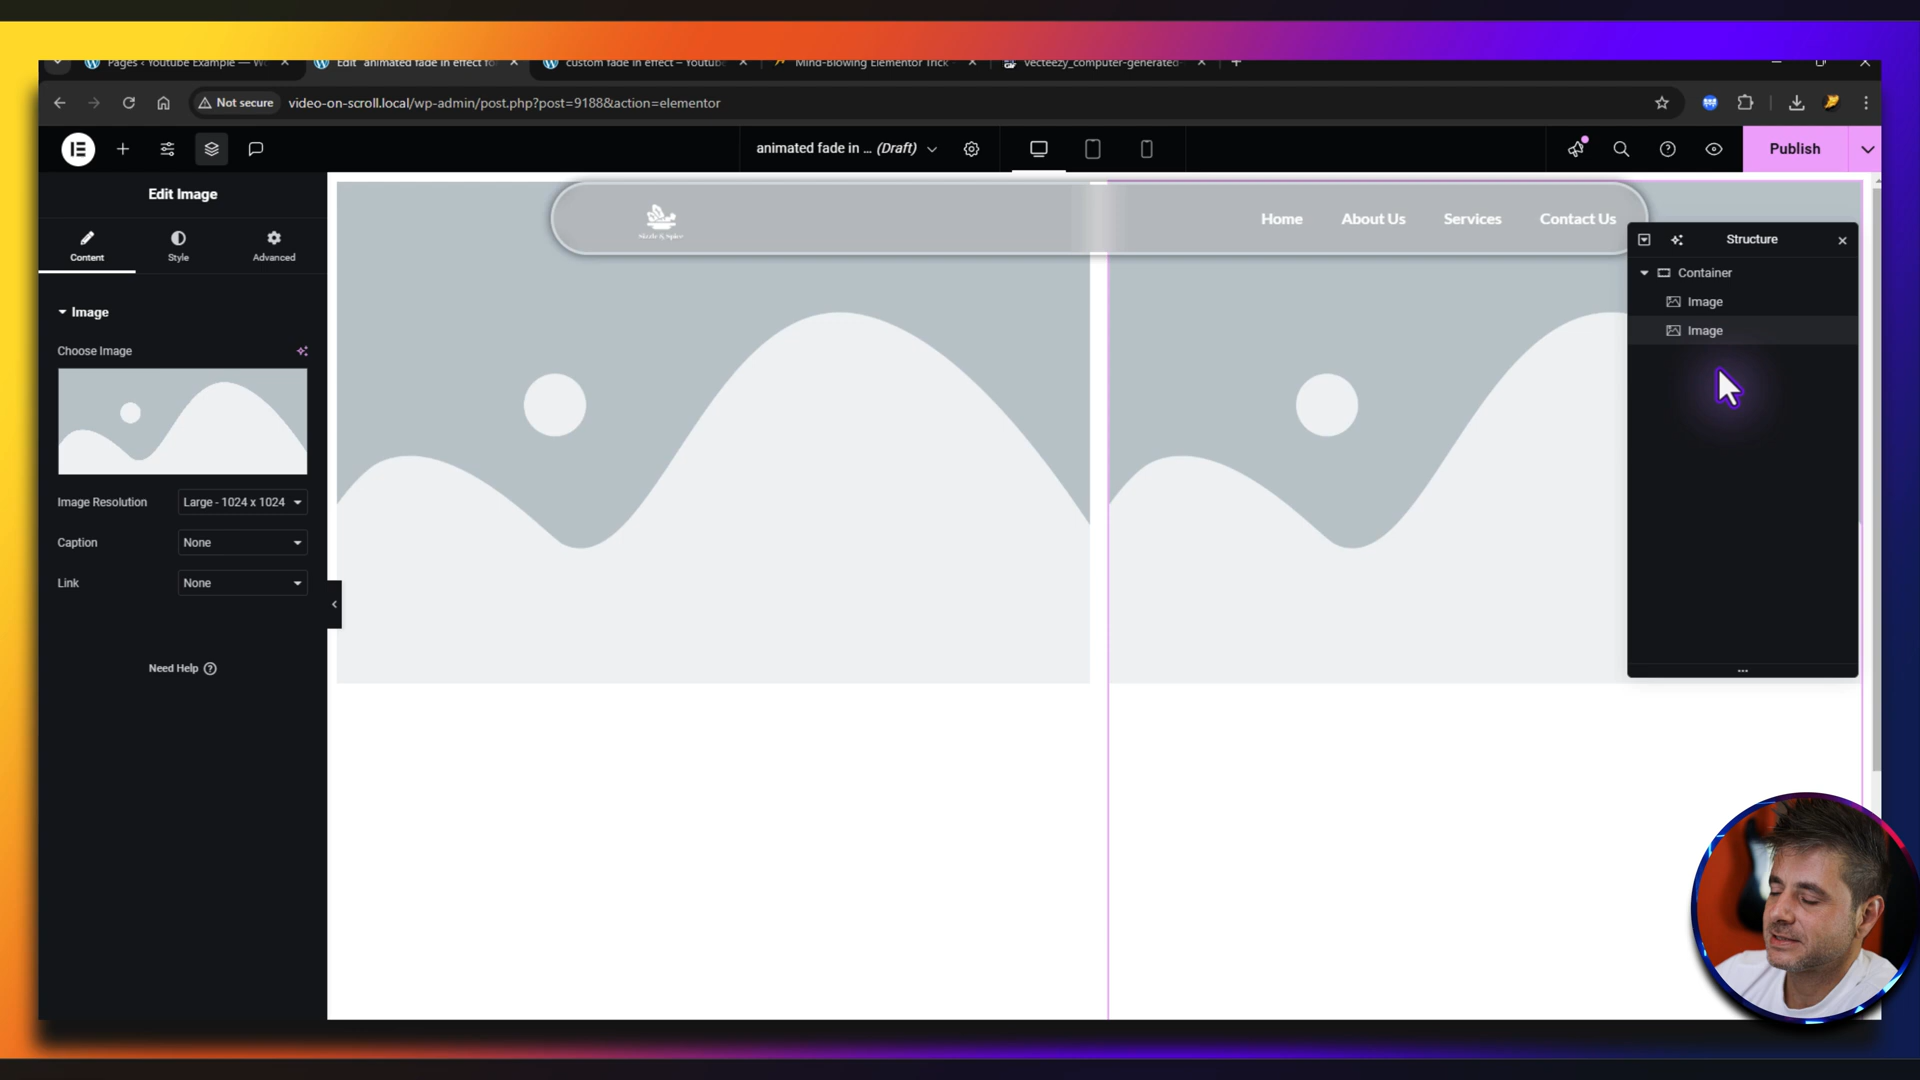 Pages ‹ Youtube Example — W
Edit "animated fade in effect fo
custom fade in effect – Youtub
Mind-Blowing Elementor Trick
vecteezy_computer-generated-
Not secure
video-on-scroll.local/wp-admin/post.php?post=9188&action=elementor
animated fade in ... (Draft)
Publish
Edit Image
Content
Style
Advanced
Image
Choose Image
Image Resolution
Large - 1024 x 1024
Caption
None
Link
None
Need Help
Sizzle & Spice
Home
About Us
Services
Contact Us
Structure
Container
Image
Image